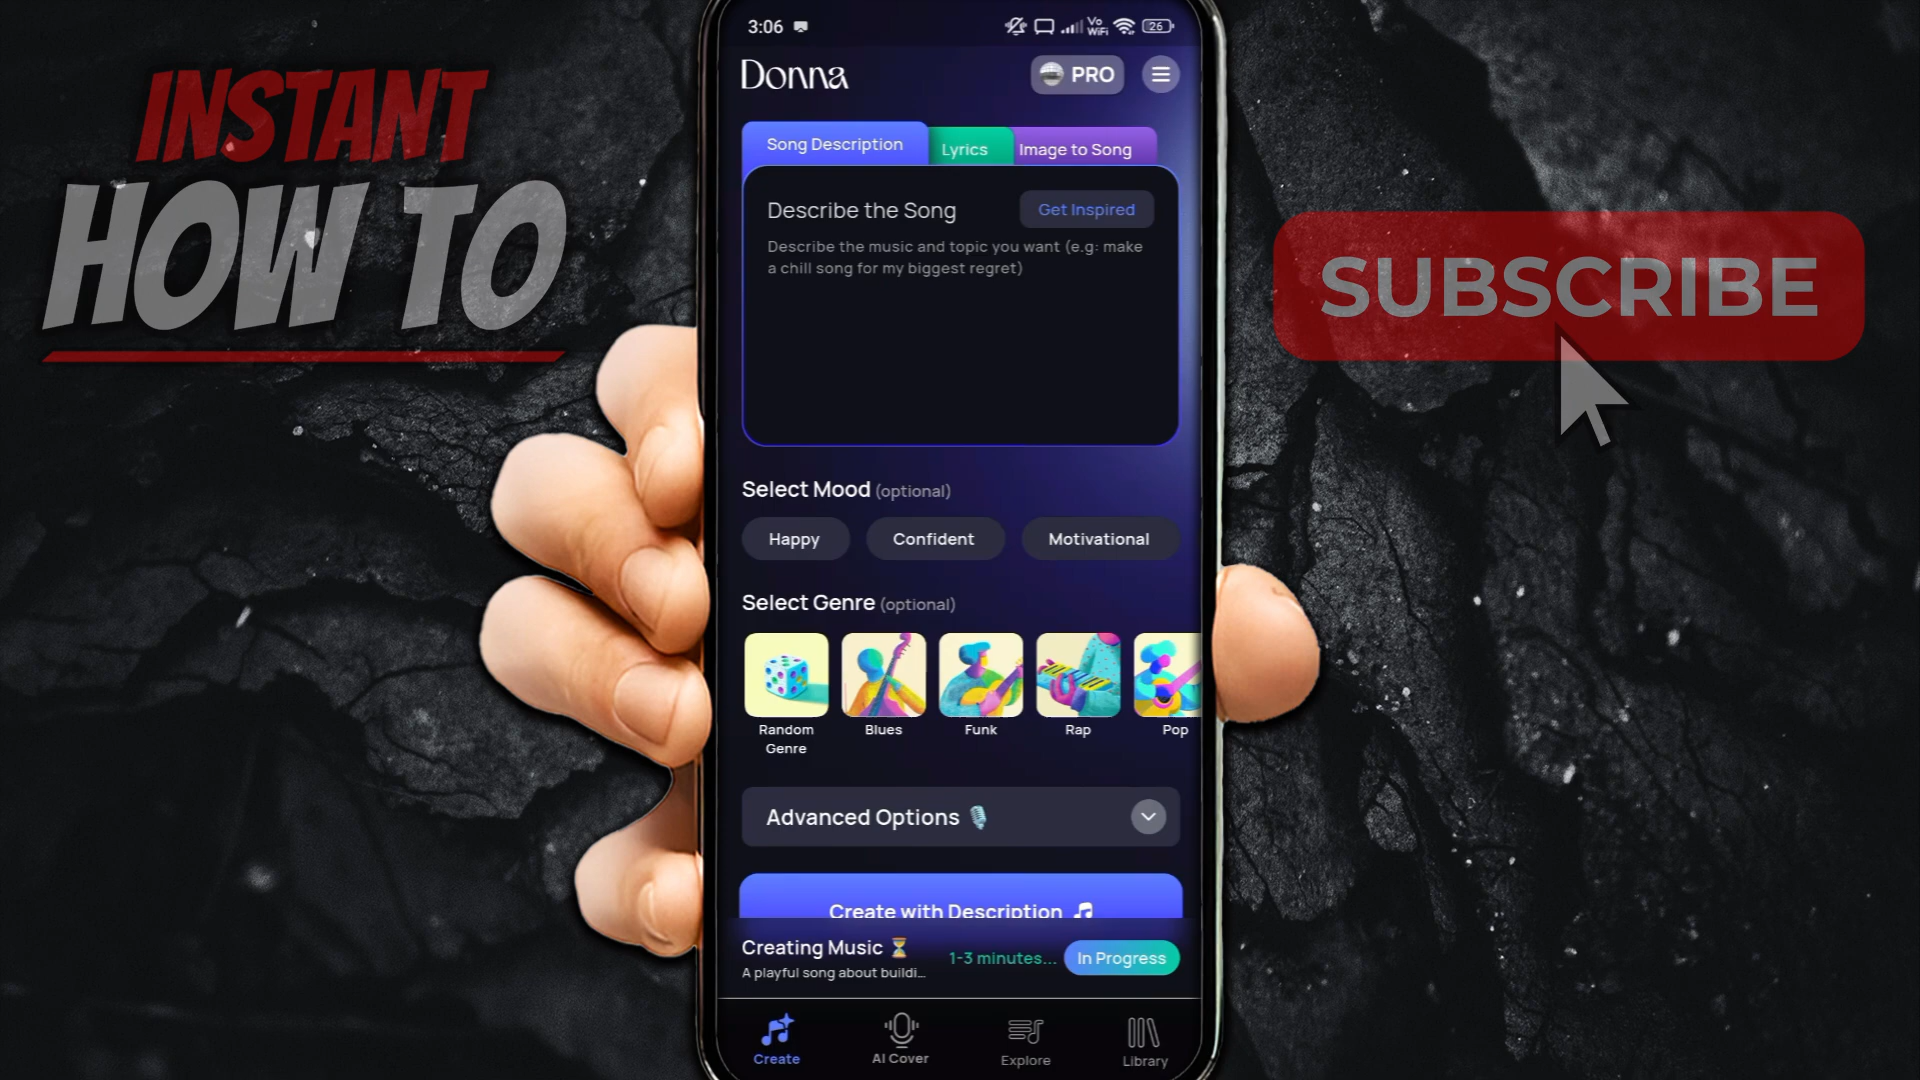 INSTANT
HOW TO
SUBSCRIBE
3:06
Vo
WiFi
26
Donna
PRO
Song Description
Lyrics
Image to Song
Describe the Song
Get Inspired
Describe the music and topic you want (e.g: make
a chill song for my biggest regret)
Select Mood (optional)
Happy
Confident
Motivational
Select Genre (optional)
Random
Genre
Blues
Funk
Rap
Pop
Advanced Options
Create with Description
Creating Music
1-3 minutes...
In Progress
A playful song about buildi...
Create
AI Cover
Explore
Library